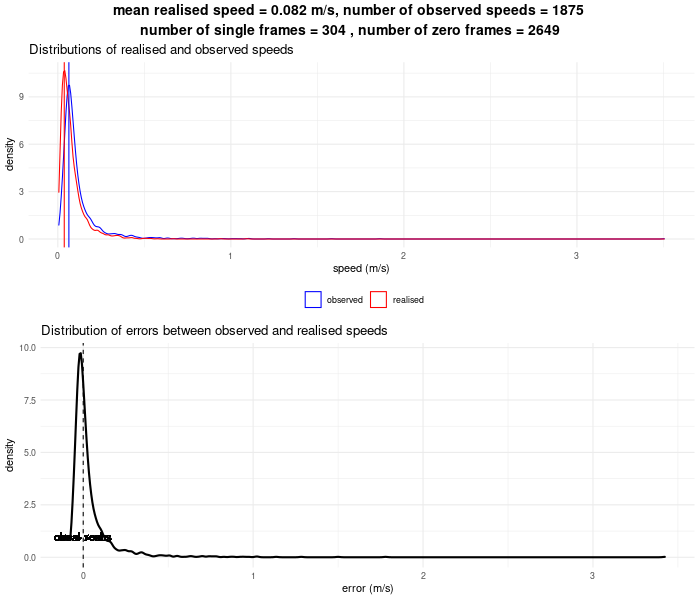 mean realised speed = 0.082 m/s, number of observed speeds = 1875
number of single frames = 304 , number of zero frames = 2649
Distributions of realised and observed speeds
density
9
6
3
0
0 1 2 3
speed (m/s)
observed realised
Distribution of errors between observed and realised speeds
density
10.0
7.5
5.0
2.5
0.0
0 1 2 3
error (m/s)